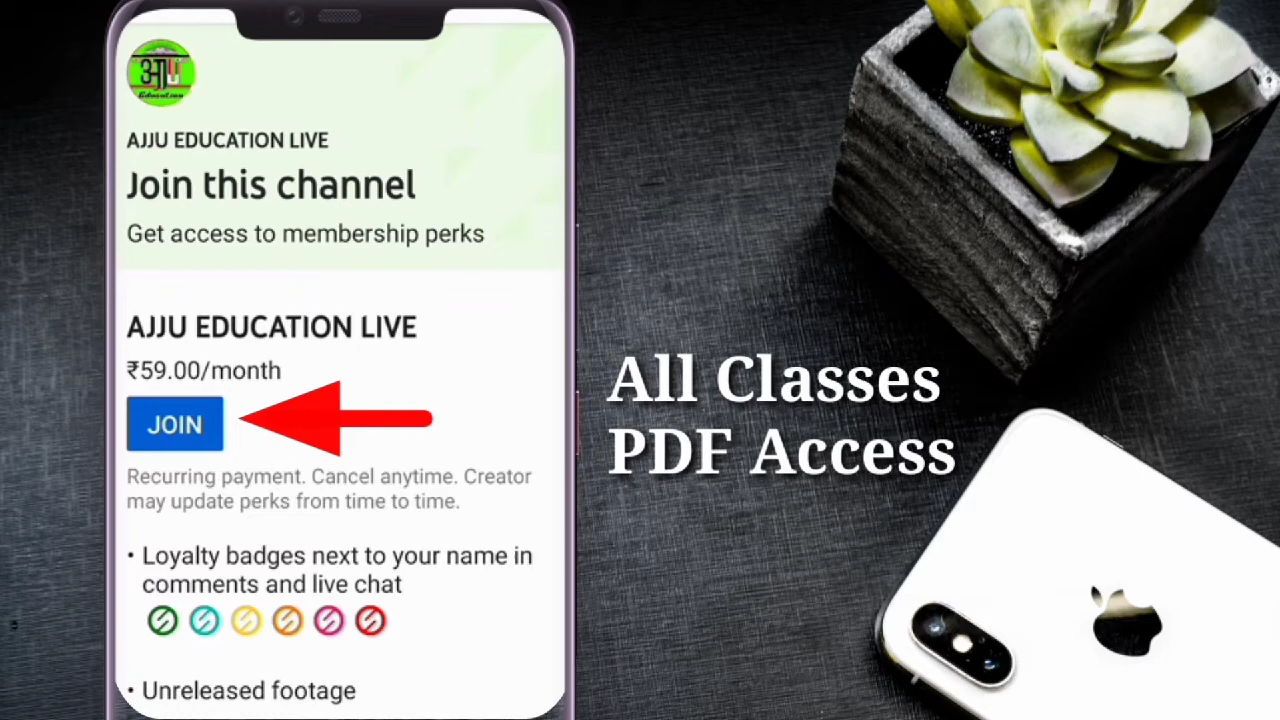 आjU
Education
AJJU EDUCATION LIVE
Join this channel
Get access to membership perks
AJJU EDUCATION LIVE
₹59.00/month
JOIN
Recurring payment. Cancel anytime. Creator
may update perks from time to time.
• Loyalty badges next to your name in
comments and live chat
• Unreleased footage
All Classes
PDF Access